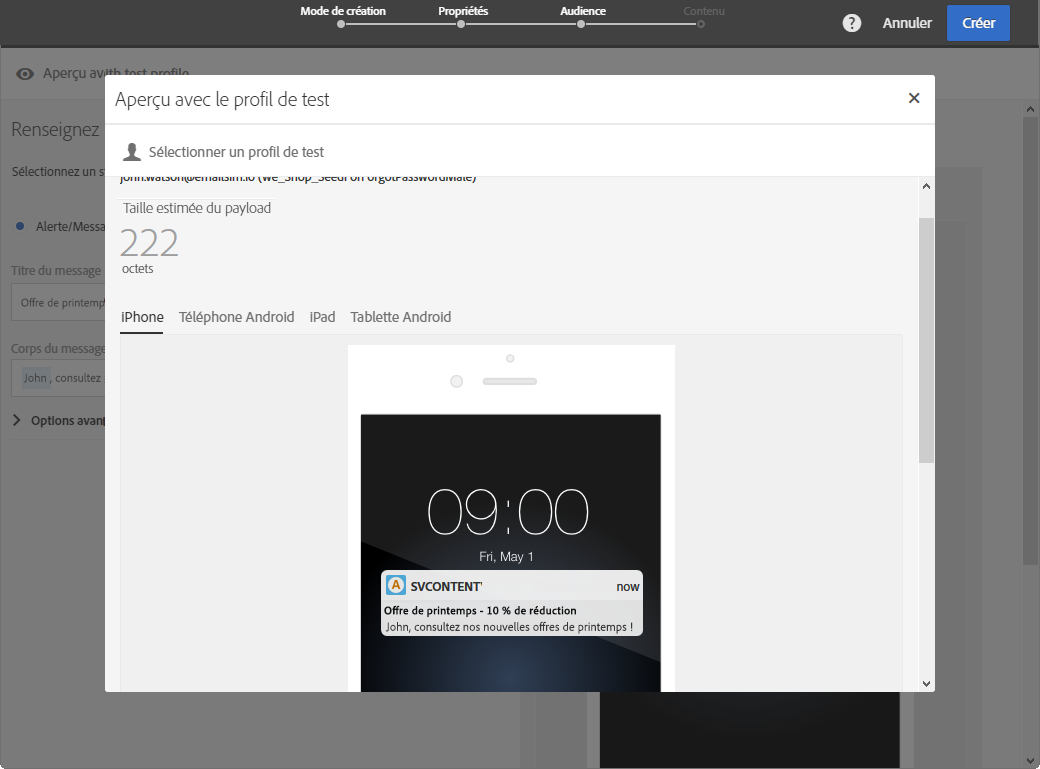 Mode de création
Propriétés
Audience
Contenu
?
Annuler
Créer
Aperçu avith test profile
Aperçu avec le profil de test
×
Renseignez
Sélectionner un profil de test
Sélectionnez un s
john.watson@emailsim.io
Taille estimée du payload
222
octets
Alerte/Messa
Titre du message
Offre de printemps
iPhone
Téléphone Android
iPad
Tablette Android
Corps du message
John , consultez
Options avan
09:00
Fri, May 1
A
SVCONTENT'
now
Offre de printemps - 10 % de réduction
John, consultez nos nouvelles offres de printemps !